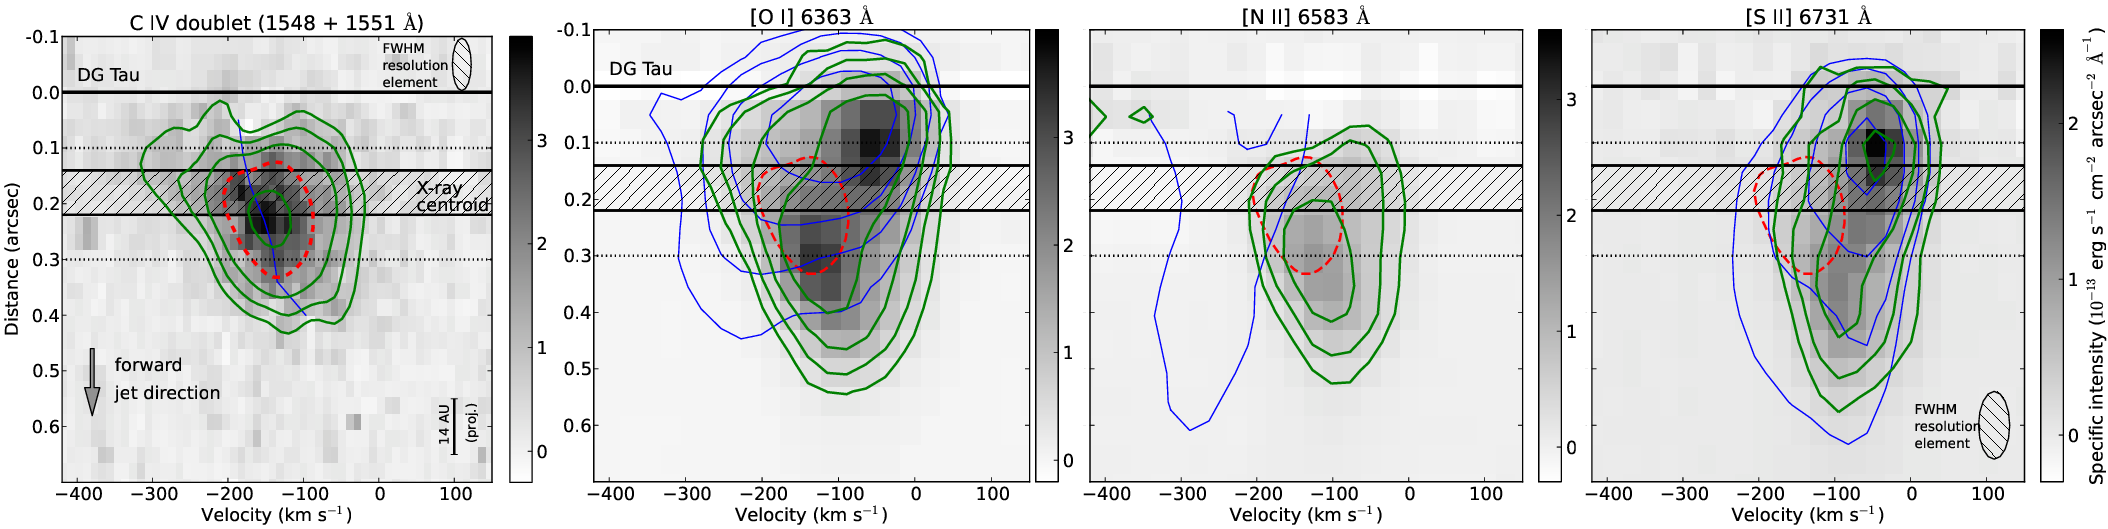 C IV doublet (1548 + 1551 Å)
[O I] 6363 Å
[N II] 6583 Å
[S II] 6731 Å
-0.1
0.0
0.1
0.2
0.3
0.4
0.5
0.6
Distance (arcsec)
DG Tau
FWHM
resolution
element
X-ray
centroid
forward
jet direction
14 AU
(proj.)
−400 −300 −200 −100 0 100
Velocity (km s⁻¹)
3
2
1
0
-0.1
0.0
0.1
0.2
0.3
0.4
0.5
0.6
DG Tau
−400 −300 −200 −100 0 100
Velocity (km s⁻¹)
3
2
1
0
−400 −300 −200 −100 0 100
Velocity (km s⁻¹)
3
2
1
0
FWHM
resolution
element
−400 −300 −200 −100 0 100
Velocity (km s⁻¹)
2
1
0
Specific intensity (10⁻¹³ erg s⁻¹ cm⁻² arcsec⁻² Å⁻¹)